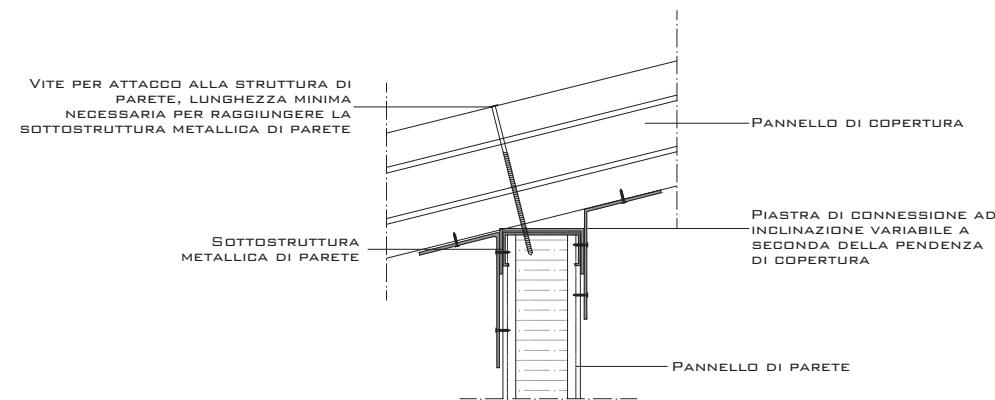 Vite per attacco alla struttura di
parete, lunghezza minima
necessaria per raggiungere la
sottostruttura metallica di parete
Pannello di copertura
Sottostruttura
metallica di parete
Piastra di connessione ad
inclinazione variabile a
seconda della pendenza
di copertura
Pannello di parete